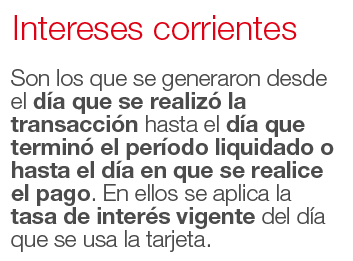 Intereses corrientes
Son los que se generaron desde
el día que se realizó la
transacción hasta el día que
terminó el período liquidado o
hasta el día en que se realice
el pago. En ellos se aplica la
tasa de interés vigente del día
que se usa la tarjeta.